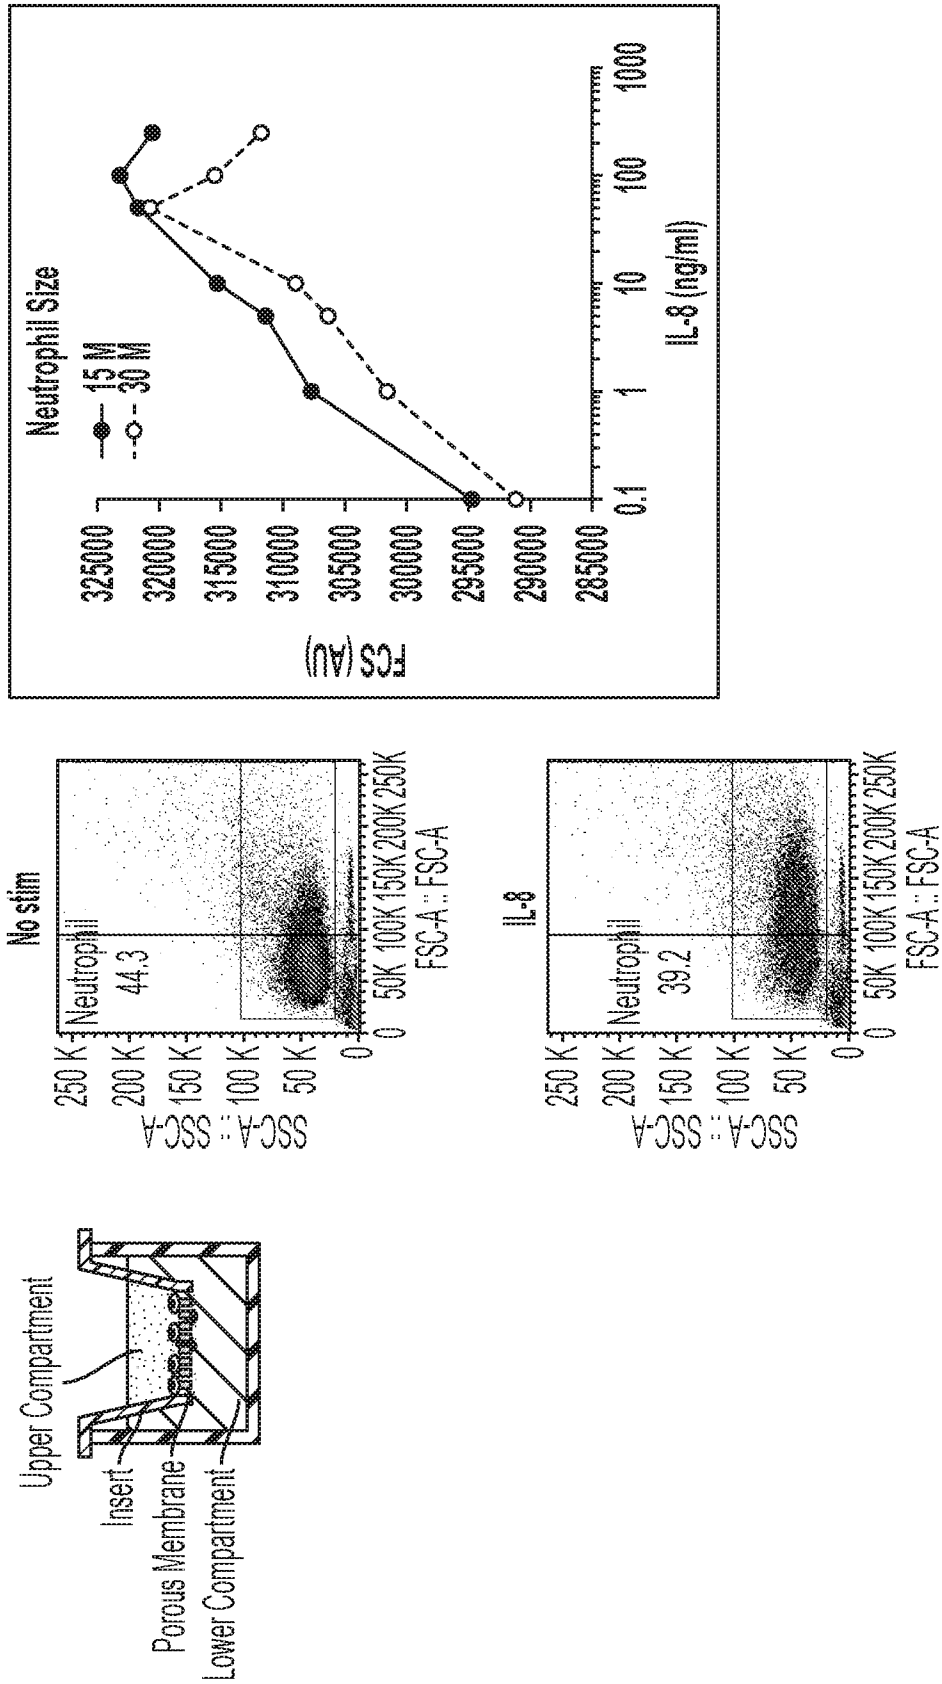 Upper Compartment
Insert
Porous Membrane
Lower Compartment
No stim
Neutrophil
44.3
250 K
200 K
150 K
100 K
50 K
0
SSC-A :: SSC-A
0 50K 100K 150K 200K 250K
FSC-A :: FSC-A
IL-8
Neutrophil
39.2
250 K
200 K
150 K
100 K
50 K
0
SSC-A :: SSC-A
0 50K 100K 150K 200K 250K
FSC-A :: FSC-A
Neutrophil Size
15 M
30 M
325000
320000
315000
310000
305000
300000
295000
290000
285000
FCS (AU)
0.1 1 10 100 1000
IL-8 (ng/ml)